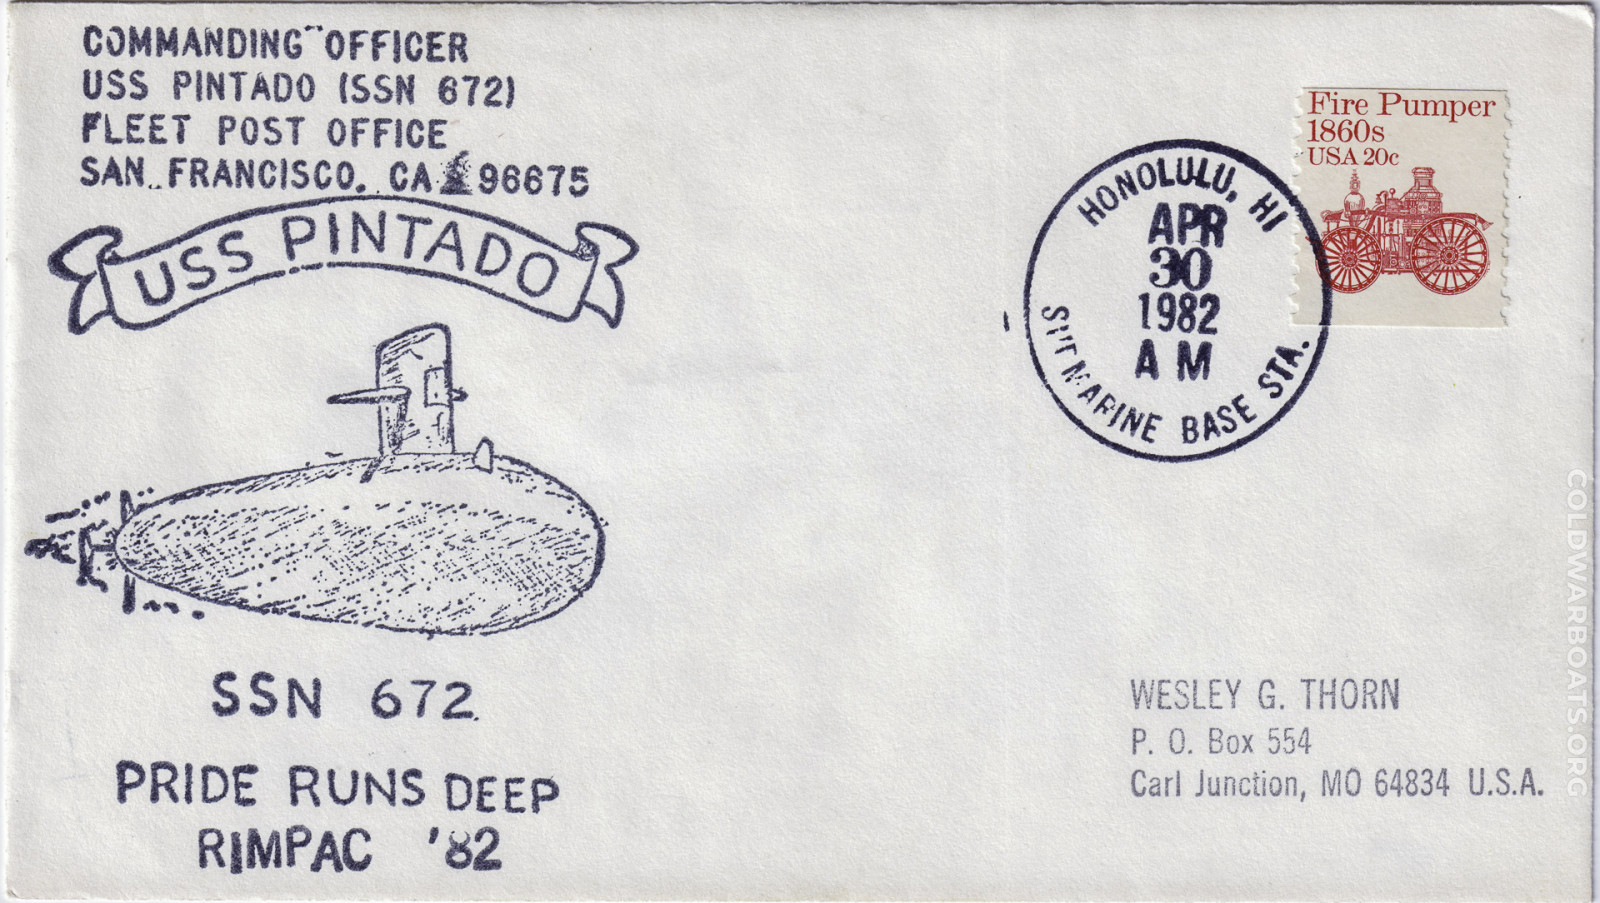 COMMANDING OFFICER
USS PINTADO (SSN 672)
FLEET POST OFFICE
SAN FRANCISCO, CA 96675
USS PINTADO
SSN 672
PRIDE RUNS DEEP
RIMPAC '82
HONOLULU, HI
APR
30
1982
AM
SUBMARINE BASE STA.
Fire Pumper
1860s
USA 20c
WESLEY G. THORN
P. O. Box 554
Carl Junction, MO 64834 U.S.A.
COLDWARBOATS.ORG